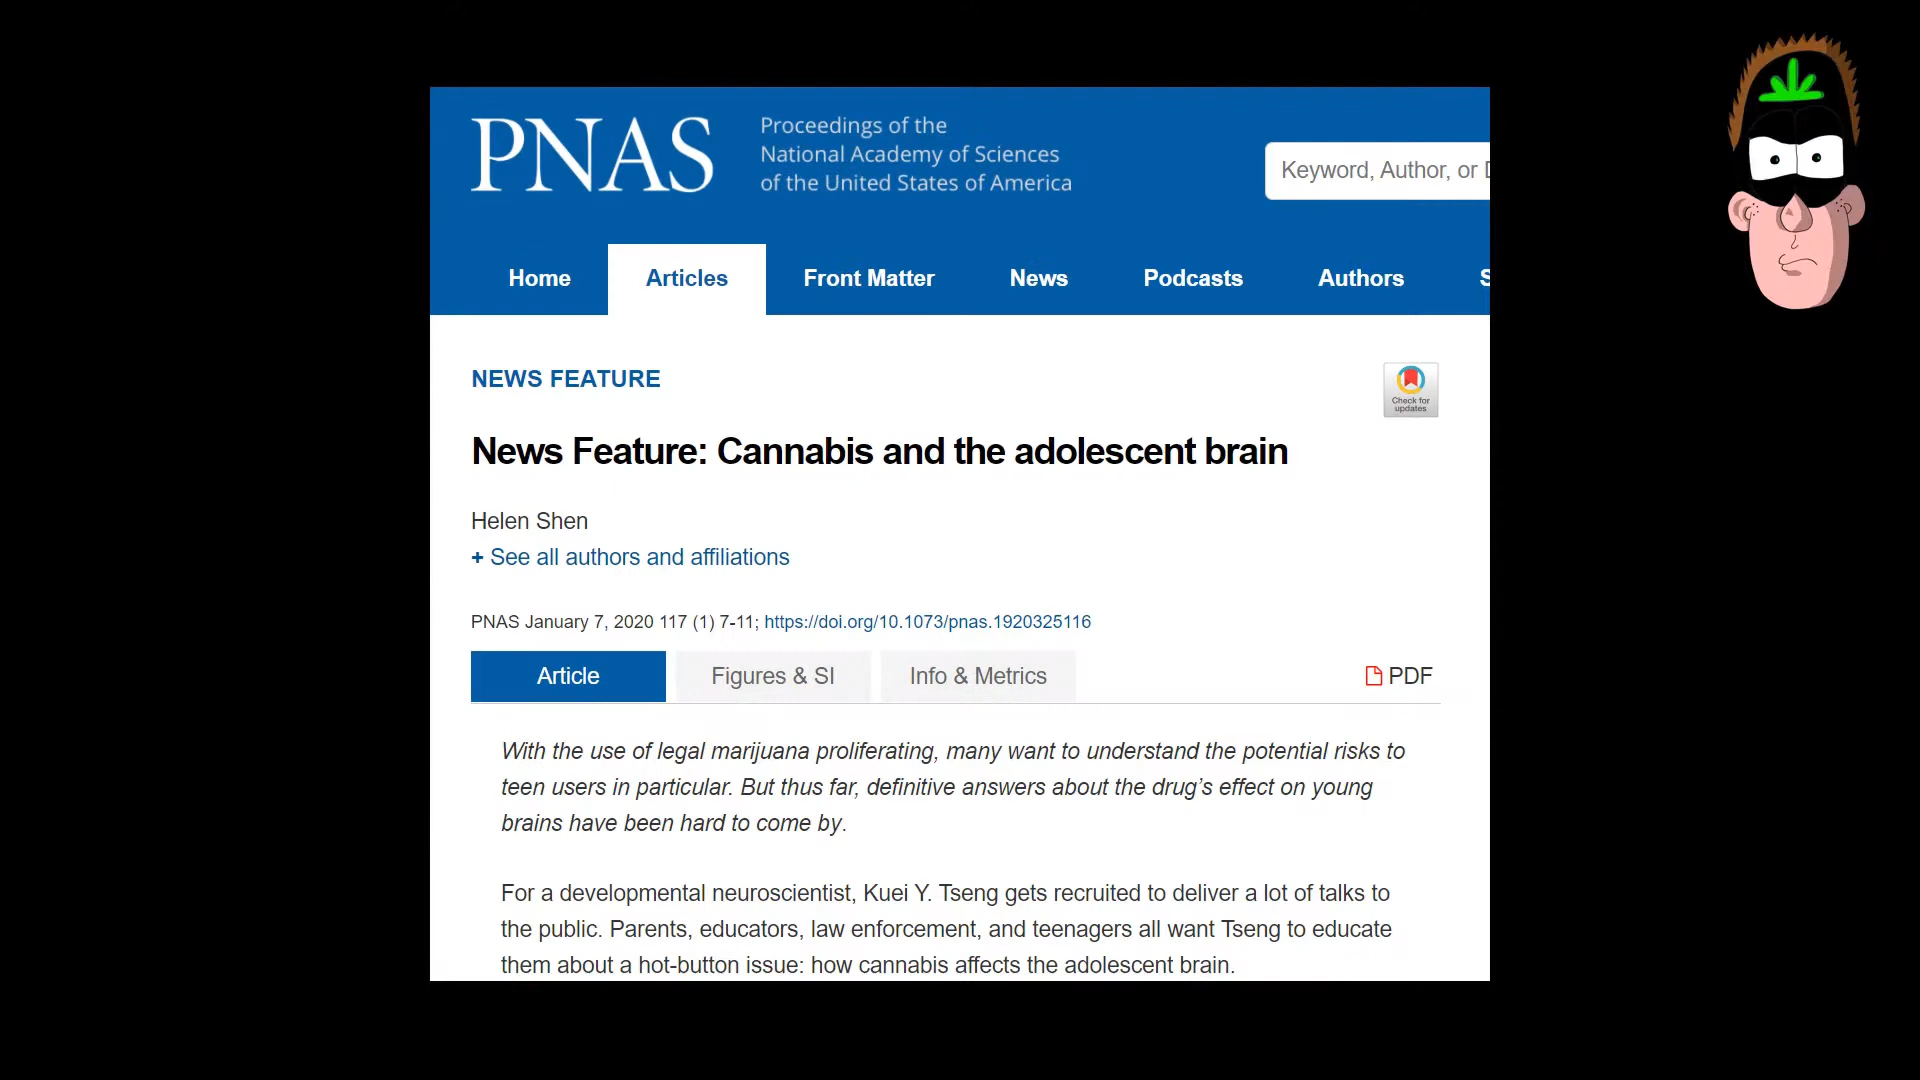 PNAS
Proceedings of the
National Academy of Sciences
of the United States of America
Keyword, Author, or D
Home
Articles
Front Matter
News
Podcasts
Authors
S
NEWS FEATURE
Check for
updates
News Feature: Cannabis and the adolescent brain
Helen Shen
+ See all authors and affiliations
PNAS January 7, 2020 117 (1) 7-11; https://doi.org/10.1073/pnas.1920325116
Article
Figures & SI
Info & Metrics
PDF
With the use of legal marijuana proliferating, many want to understand the potential risks to
teen users in particular. But thus far, definitive answers about the drug’s effect on young
brains have been hard to come by.
For a developmental neuroscientist, Kuei Y. Tseng gets recruited to deliver a lot of talks to
the public. Parents, educators, law enforcement, and teenagers all want Tseng to educate
them about a hot-button issue: how cannabis affects the adolescent brain.